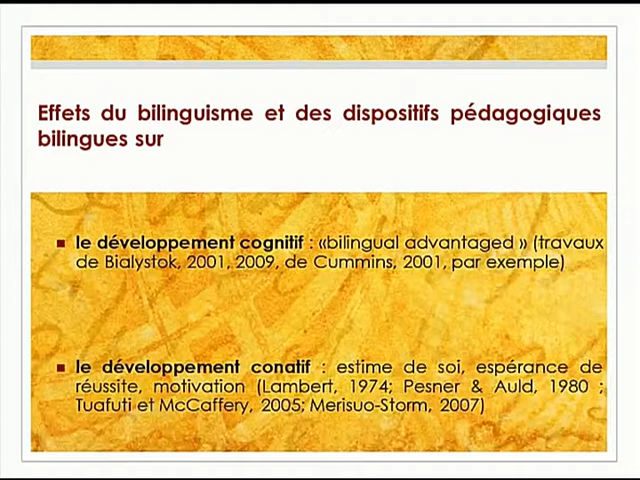 Effets du bilinguisme et des dispositifs pédagogiques
bilingues sur
le développement cognitif : «bilingual advantaged » (travaux
de Bialystok, 2001, 2009, de Cummins, 2001, par exemple)
le développement conatif : estime de soi, espérance de
réussite, motivation (Lambert, 1974; Pesner & Auld, 1980 ;
Tuafuti et McCaffery, 2005; Merisuo-Storm, 2007)